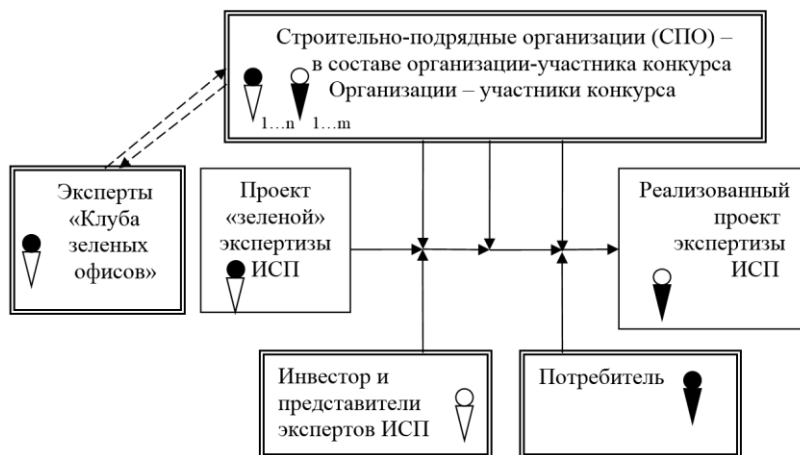 Строительно-подрядные организации (СПО) –
в составе организации-участника конкурса
Организации – участники конкурса
1…n 1…m
Эксперты
«Клуба
зеленых
офисов»
Проект
«зеленой»
экспертизы
ИСП
Реализованный
проект
экспертизы
ИСП
Инвестор и
представители
экспертов ИСП
Потребитель